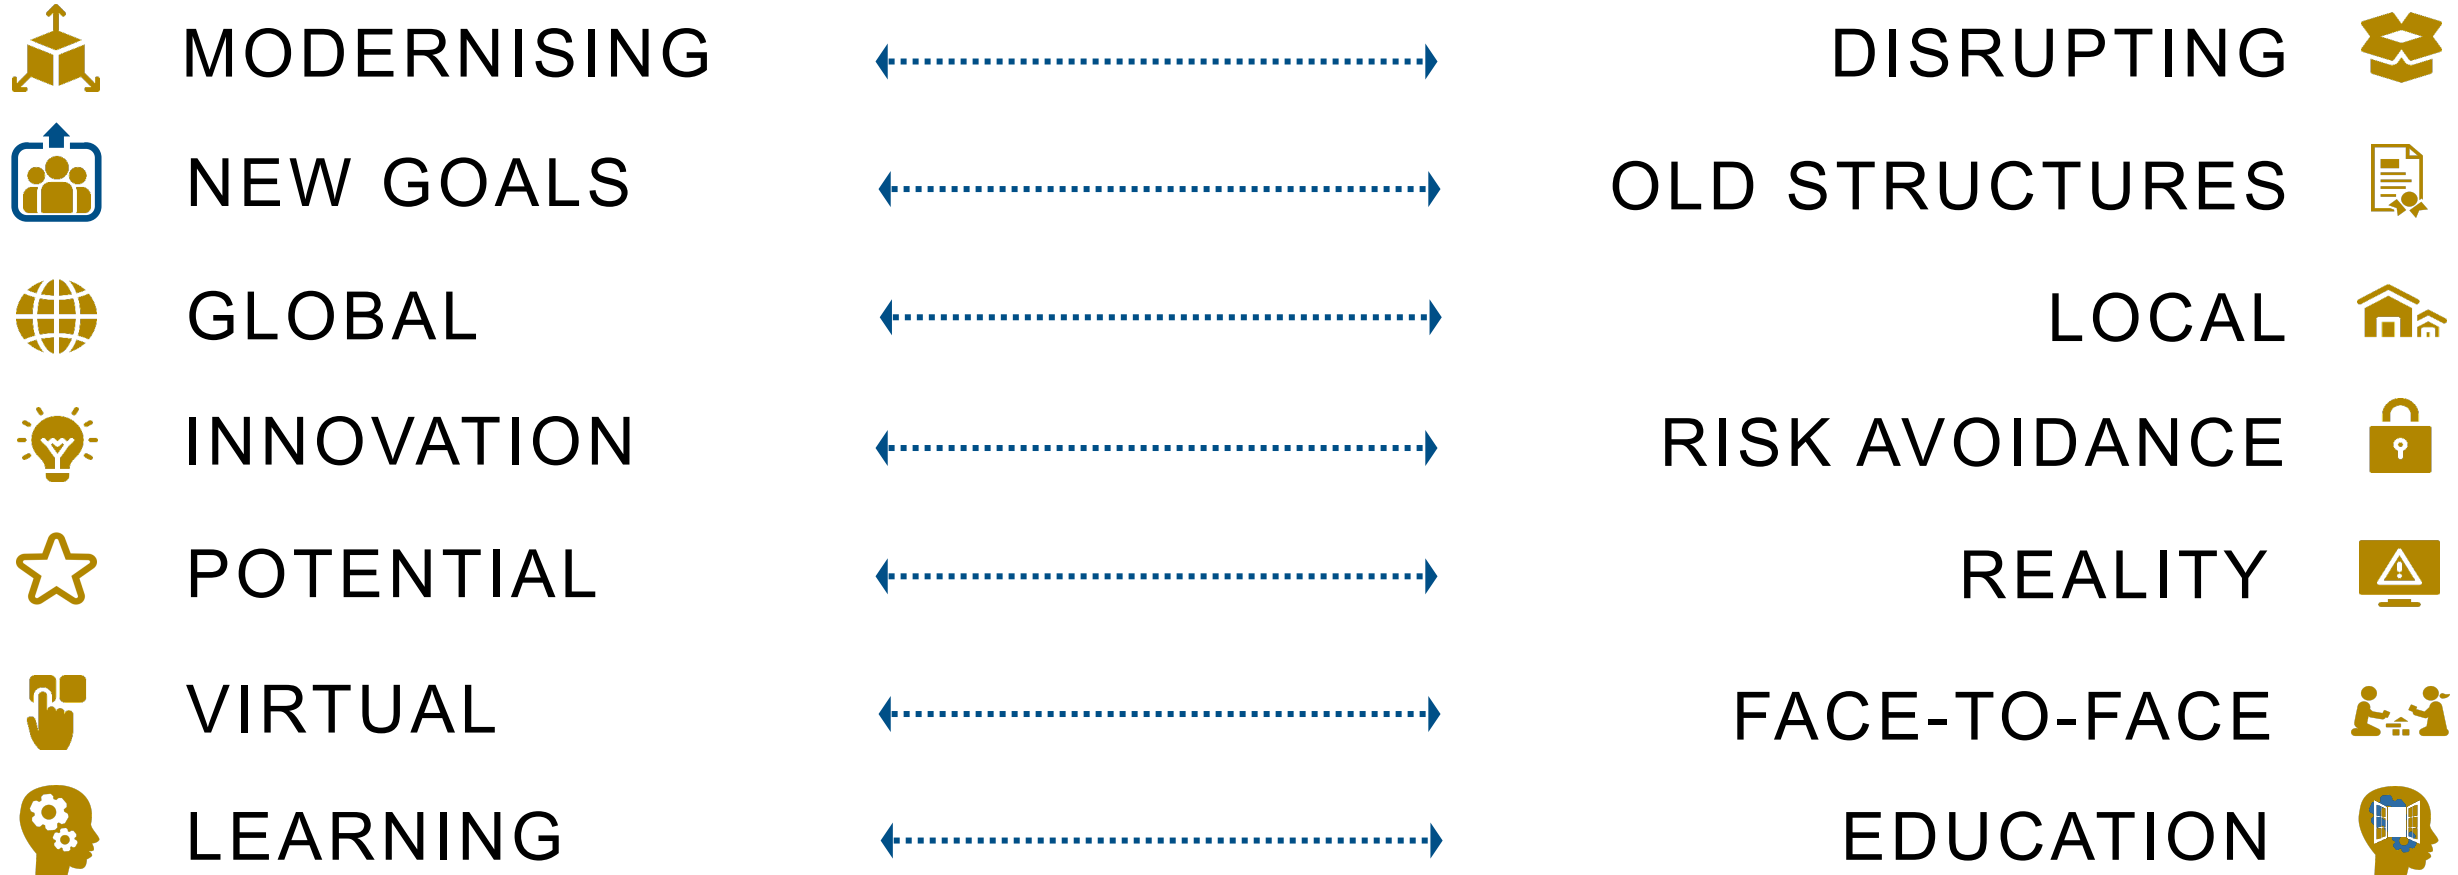 MODERNISING DISRUPTING
NEW GOALS OLD STRUCTURES
GLOBAL LOCAL
INNOVATION RISK AVOIDANCE
POTENTIAL REALITY
VIRTUAL FACE-TO-FACE
LEARNING EDUCATION